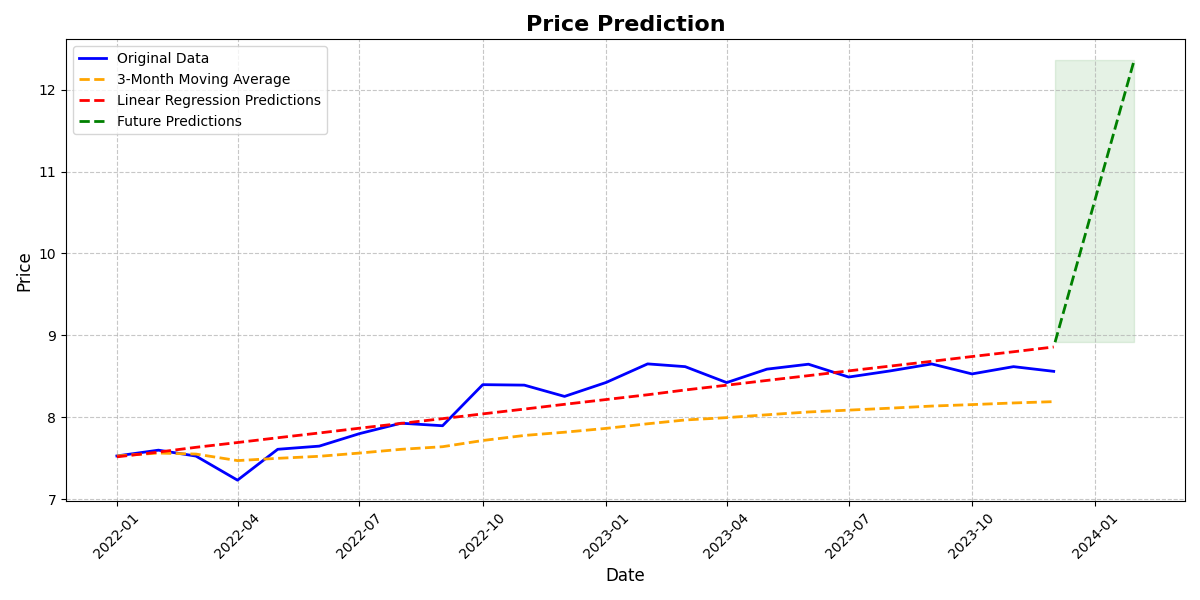 Price Prediction
Original Data
3-Month Moving Average
Linear Regression Predictions
Future Predictions
Price
12
11
10
9
8
7
2022-01
2022-04
2022-07
2022-10
2023-01
2023-04
2023-07
2023-10
2024-01
Date